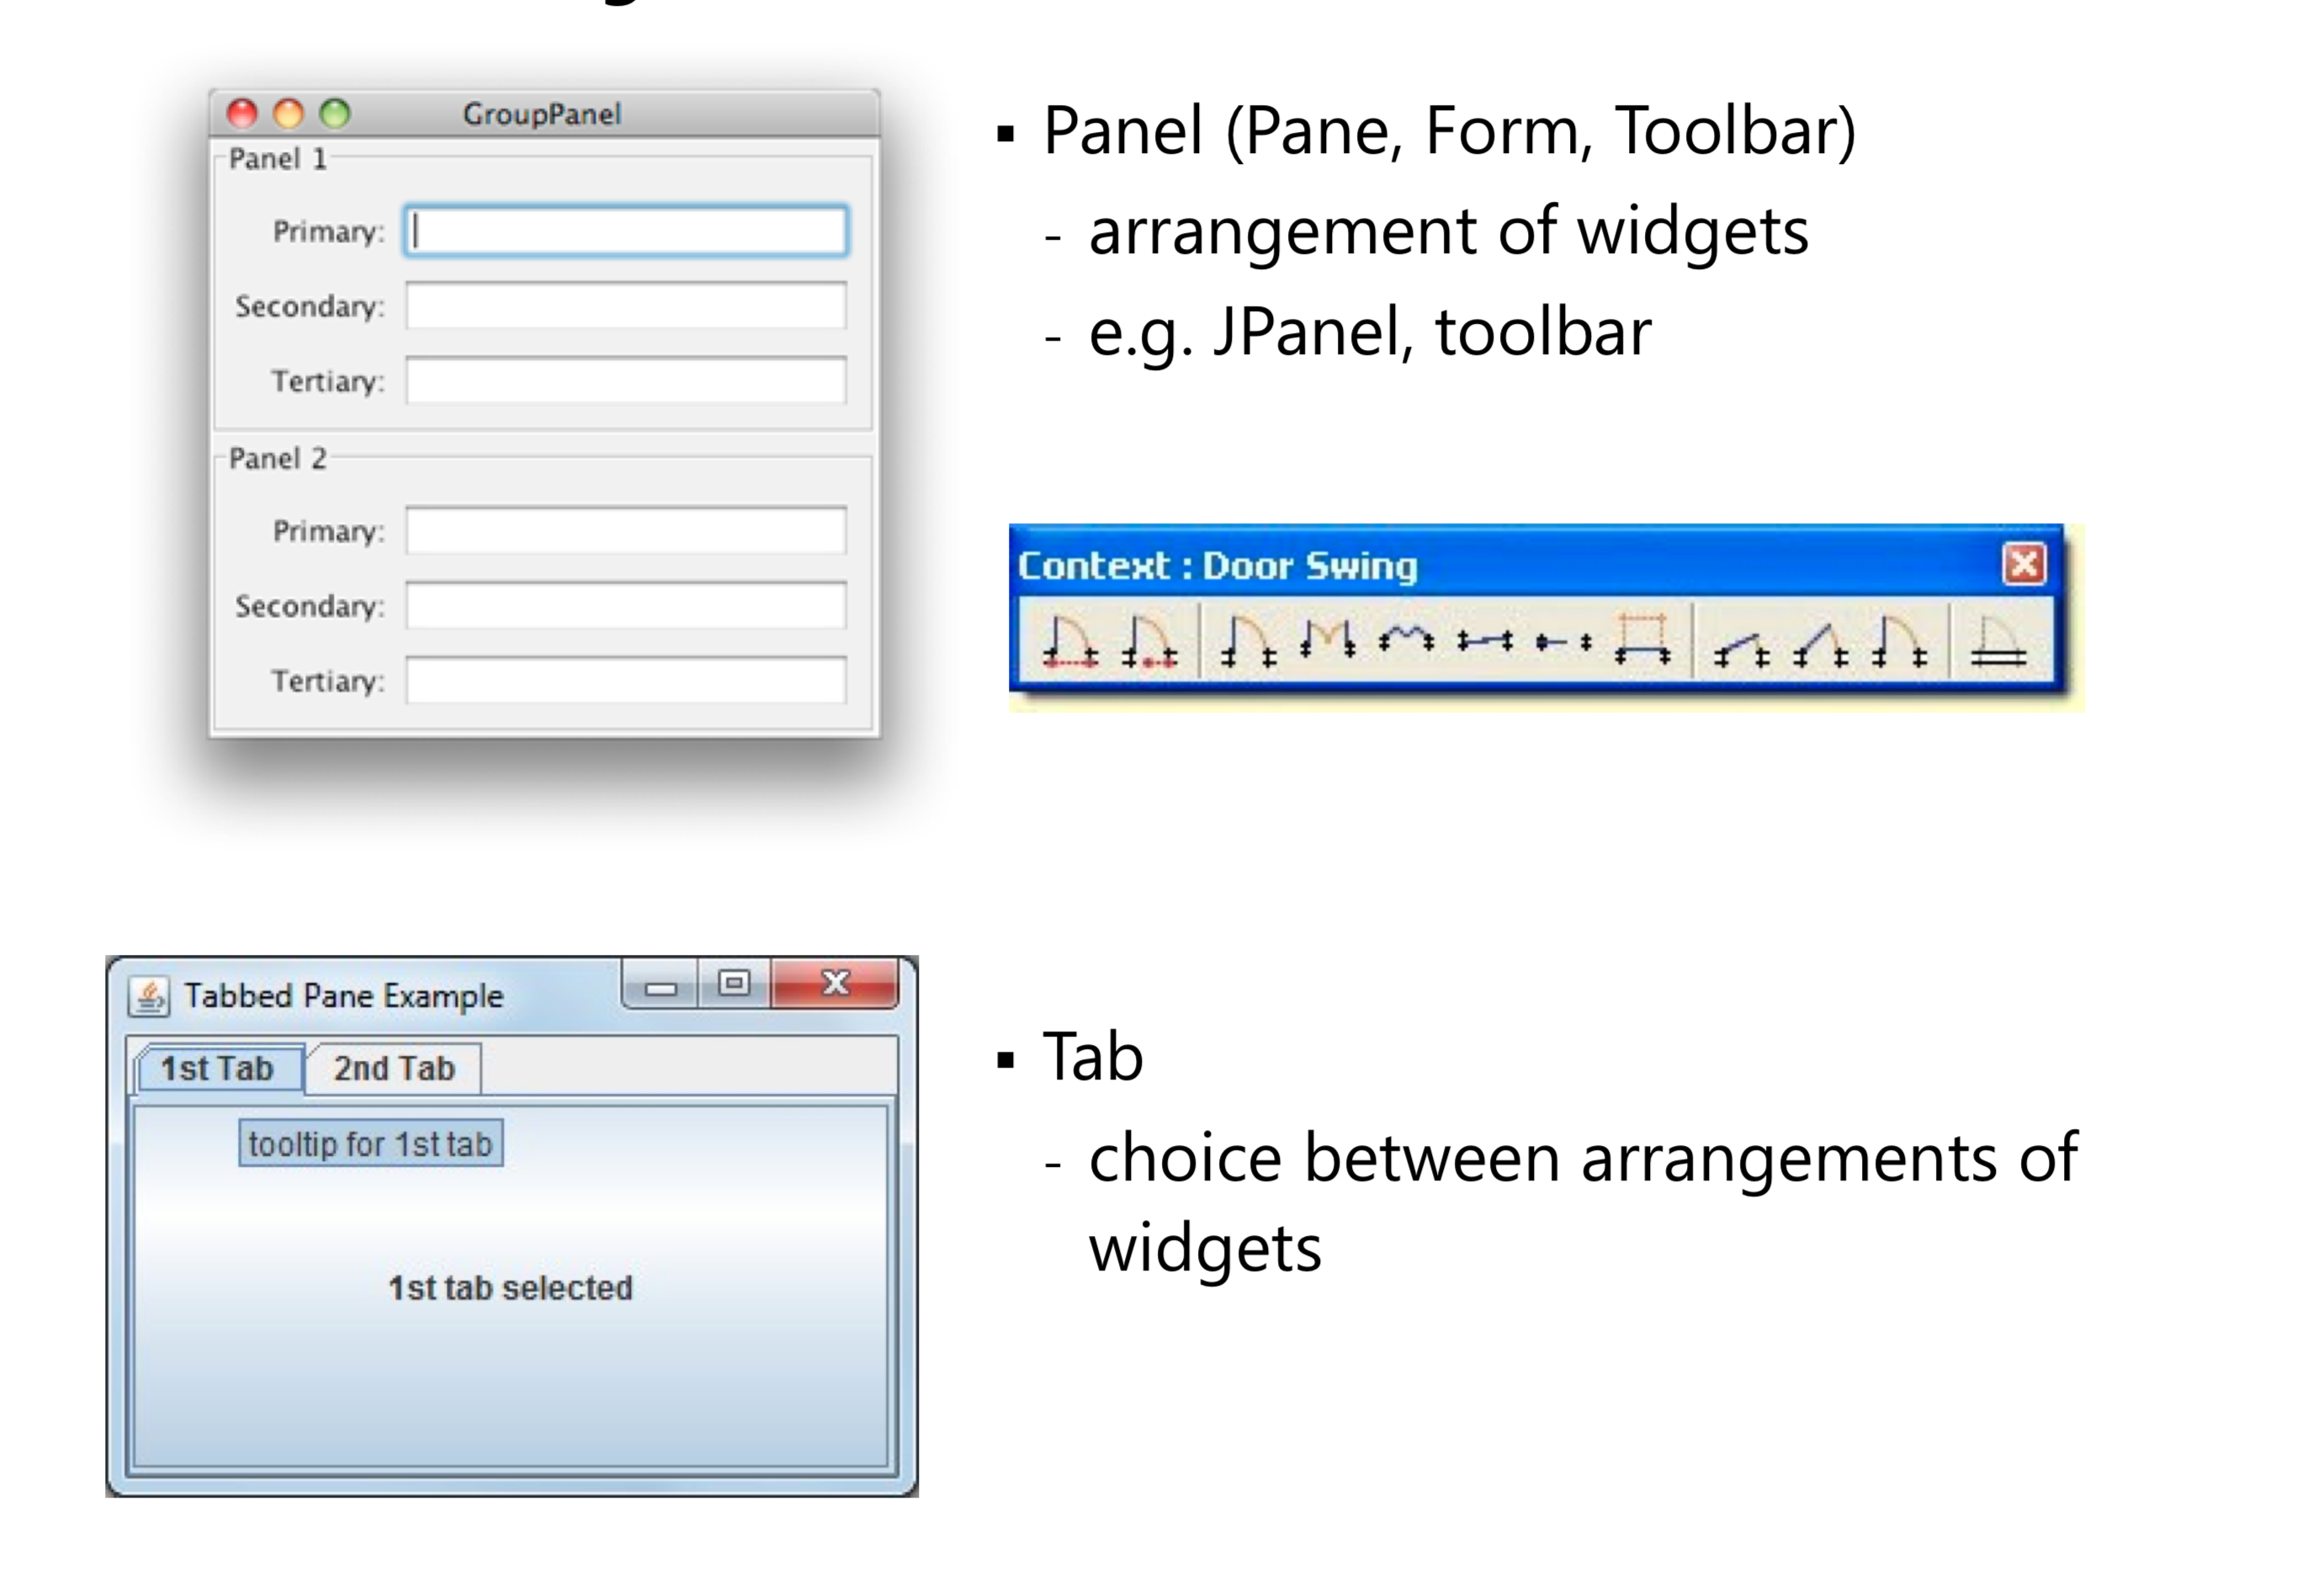 GroupPanel
Panel 1
Primary:
Secondary:
Tertiary:
Panel 2
Primary:
Secondary:
Tertiary:
▪ Panel (Pane, Form, Toolbar)
- arrangement of widgets
- e.g. JPanel, toolbar
Context : Door Swing
Tabbed Pane Example
1st Tab 2nd Tab
tooltip for 1st tab
1st tab selected
▪ Tab
- choice between arrangements of
widgets